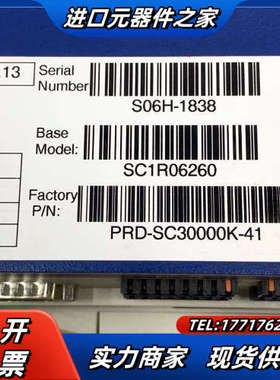 进口元器件之家
.13
Serial
Number
S06H-1838
Base
Model:
SC1R06260
Factory
P/N:
PRD-SC30000K-41
开
票
TEL:1771762
实力商家 现货供